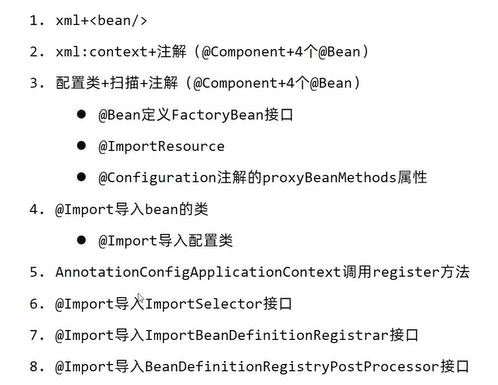 1. xml+<bean/>
2. xml:context+注解（@Component+4个@Bean）
3. 配置类+扫描+注解（@Component+4个@Bean）
● @Bean定义FactoryBean接口
● @ImportResource
● @Configuration注解的proxyBeanMethods属性
4. @Import导入bean的类
● @Import导入配置类
5. AnnotationConfigApplicationContext调用register方法
6. @Import导入ImportSelector接口
7. @Import导入ImportBeanDefinitionRegistrar接口
8. @Import导入BeanDefinitionRegistryPostProcessor接口